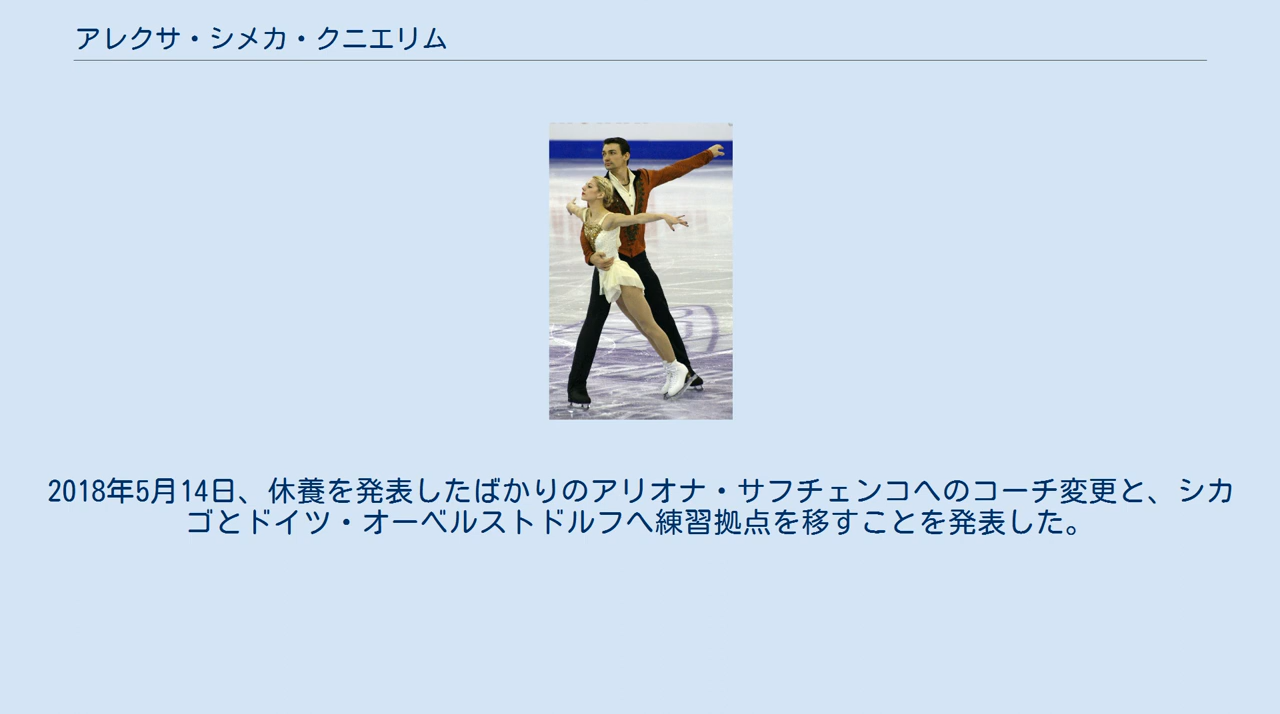 アレクサ・シメカ・クニエリム
2018年5月14日、休養を発表したばかりのアリオナ・サフチェンコへのコーチ変更と、シカ
ゴとドイツ・オーベルストドルフへ練習拠点を移すことを発表した。